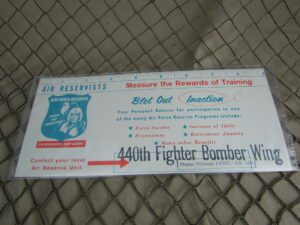 AIR RESERVISTS
Measure the Rewards of Training
AIR FORCE RESERVE
Blot Out Inaction
Your Personal Returns for participation in one
of the many Air Force Reserve Programs include:
★ Extra Income
★ Increase of Skills
★ Promotions
★ Retirement Annuity
★ Many other Benefits
Contact your local
Air Reserve Unit
440th Fighter Bomber Wing
Phone: